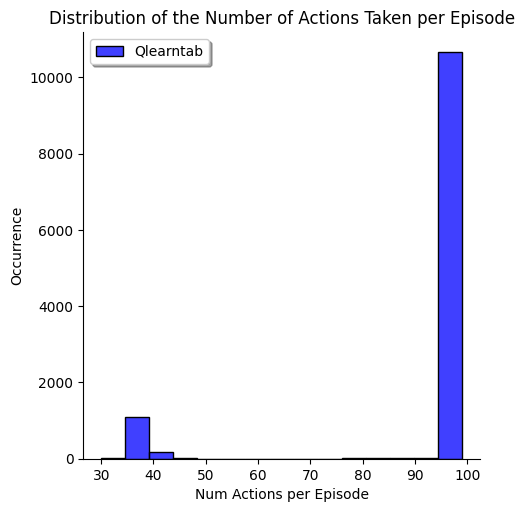 Distribution of the Number of Actions Taken per Episode
Qlearntab
10000
8000
6000
4000
2000
0
Occurrence
30 40 50 60 70 80 90 100
Num Actions per Episode